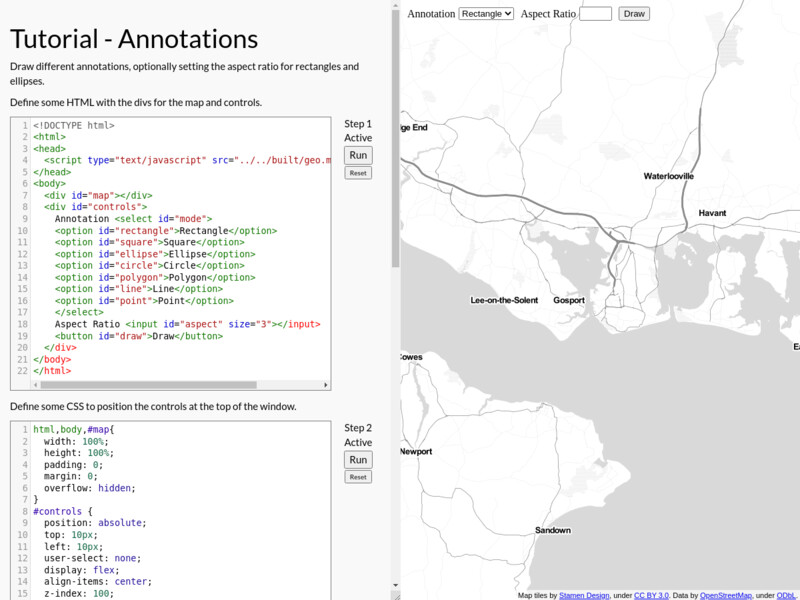 Tutorial - Annotations
Draw different annotations, optionally setting the aspect ratio for rectangles and
ellipses.
Define some HTML with the divs for the map and controls.
1 <!DOCTYPE html>
2 <html>
3 <head>
4 <script type="text/javascript" src="../../built/geo.m
5 </head>
6 <body>
7 <div id="map"></div>
8 <div id="controls">
9 Annotation <select id="mode">
10 <option id="rectangle">Rectangle</option>
11 <option id="square">Square</option>
12 <option id="ellipse">Ellipse</option>
13 <option id="circle">Circle</option>
14 <option id="polygon">Polygon</option>
15 <option id="line">Line</option>
16 <option id="point">Point</option>
17 </select>
18 Aspect Ratio <input id="aspect" size="3"></input>
19 <button id="draw">Draw</button>
20 </div>
21 </body>
22 </html>
Step 1
Active
Run
Reset
Define some CSS to position the controls at the top of the window.
1 html,body,#map{
2 width: 100%;
3 height: 100%;
4 padding: 0;
5 margin: 0;
6 overflow: hidden;
7 }
8 #controls {
9 position: absolute;
10 top: 10px;
11 left: 10px;
12 user-select: none;
13 display: flex;
14 align-items: center;
15 z-index: 100;
Step 2
Active
Run
Reset
Annotation Rectangle Aspect Ratio Draw
ge End
Waterlooville
Havant
Lee-on-the-Solent
Gosport
Ea
Cowes
Newport
Sandown
Map tiles by Stamen Design, under CC BY 3.0. Data by OpenStreetMap, under ODbL.